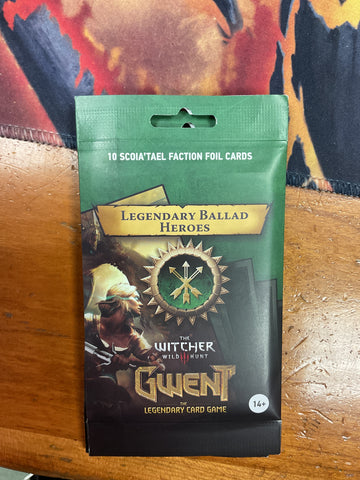 10 SCOIA'TAEL FACTION FOIL CARDS
LEGENDARY BALLAD
HEROES
THE
WITCHER
WILD HUNT
GWENT
THE
LEGENDARY CARD GAME
14+